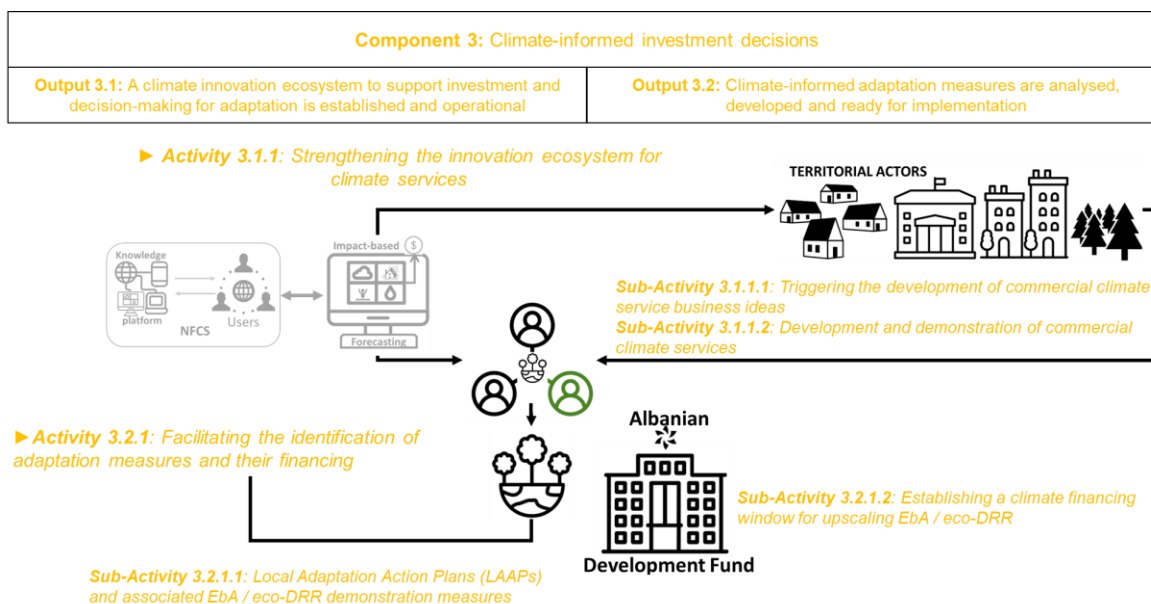 Component 3: Climate-informed investment decisions
Output 3.1: A climate innovation ecosystem to support investment and
decision-making for adaptation is established and operational
Output 3.2: Climate-informed adaptation measures are analysed,
developed and ready for implementation
► Activity 3.1.1: Strengthening the innovation ecosystem for
climate services
TERRITORIAL ACTORS
Knowledge
platform
Users
NFCS
Impact-based
$
Forecasting
Sub-Activity 3.1.1.1: Triggering the development of commercial climate
service business ideas
Sub-Activity 3.1.1.2: Development and demonstration of commercial
climate services
►Activity 3.2.1: Facilitating the identification of
adaptation measures and their financing
Albanian
Development Fund
Sub-Activity 3.2.1.2: Establishing a climate financing
window for upscaling EbA / eco-DRR
Sub-Activity 3.2.1.1: Local Adaptation Action Plans (LAAPs)
and associated EbA / eco-DRR demonstration measures